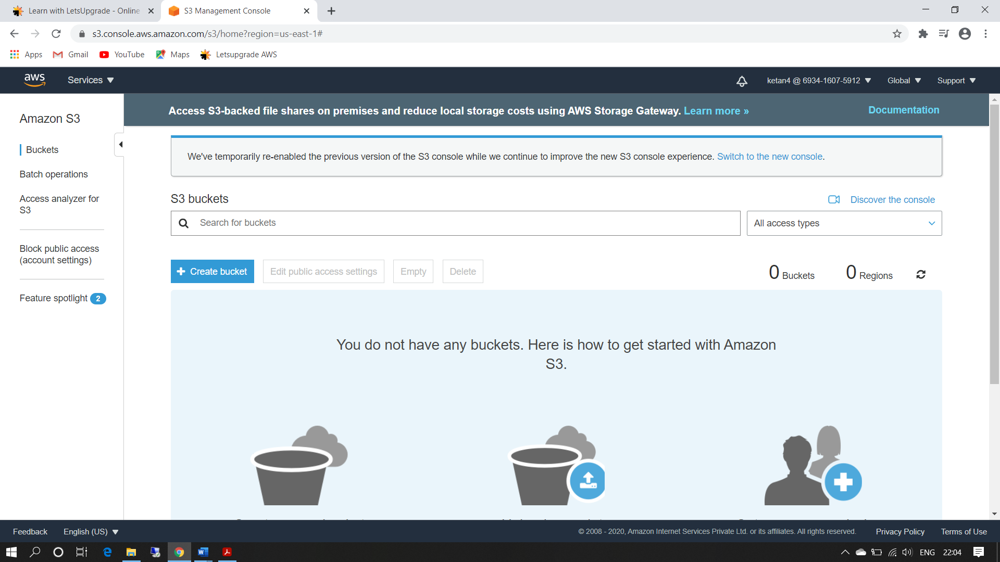 Learn with LetsUpgrade - Online
S3 Management Console
s3.console.aws.amazon.com/s3/home?region=us-east-1#
Apps
Gmail
YouTube
Maps
Letsupgrade AWS
aws
Services
ketan4 @ 6934-1607-5912
Global
Support
Amazon S3
Buckets
Batch operations
Access analyzer for
S3
Block public access
(account settings)
Feature spotlight 2
Access S3-backed file shares on premises and reduce local storage costs using AWS Storage Gateway. Learn more »
Documentation
We've temporarily re-enabled the previous version of the S3 console while we continue to improve the new S3 console experience. Switch to the new console.
S3 buckets
Discover the console
Search for buckets
All access types
Create bucket
Edit public access settings
Empty
Delete
0 Buckets
0 Regions
You do not have any buckets. Here is how to get started with Amazon
S3.
Feedback
English (US)
© 2008 - 2020, Amazon Internet Services Private Ltd. or its affiliates. All rights reserved.
Privacy Policy
Terms of Use
ENG
22:04